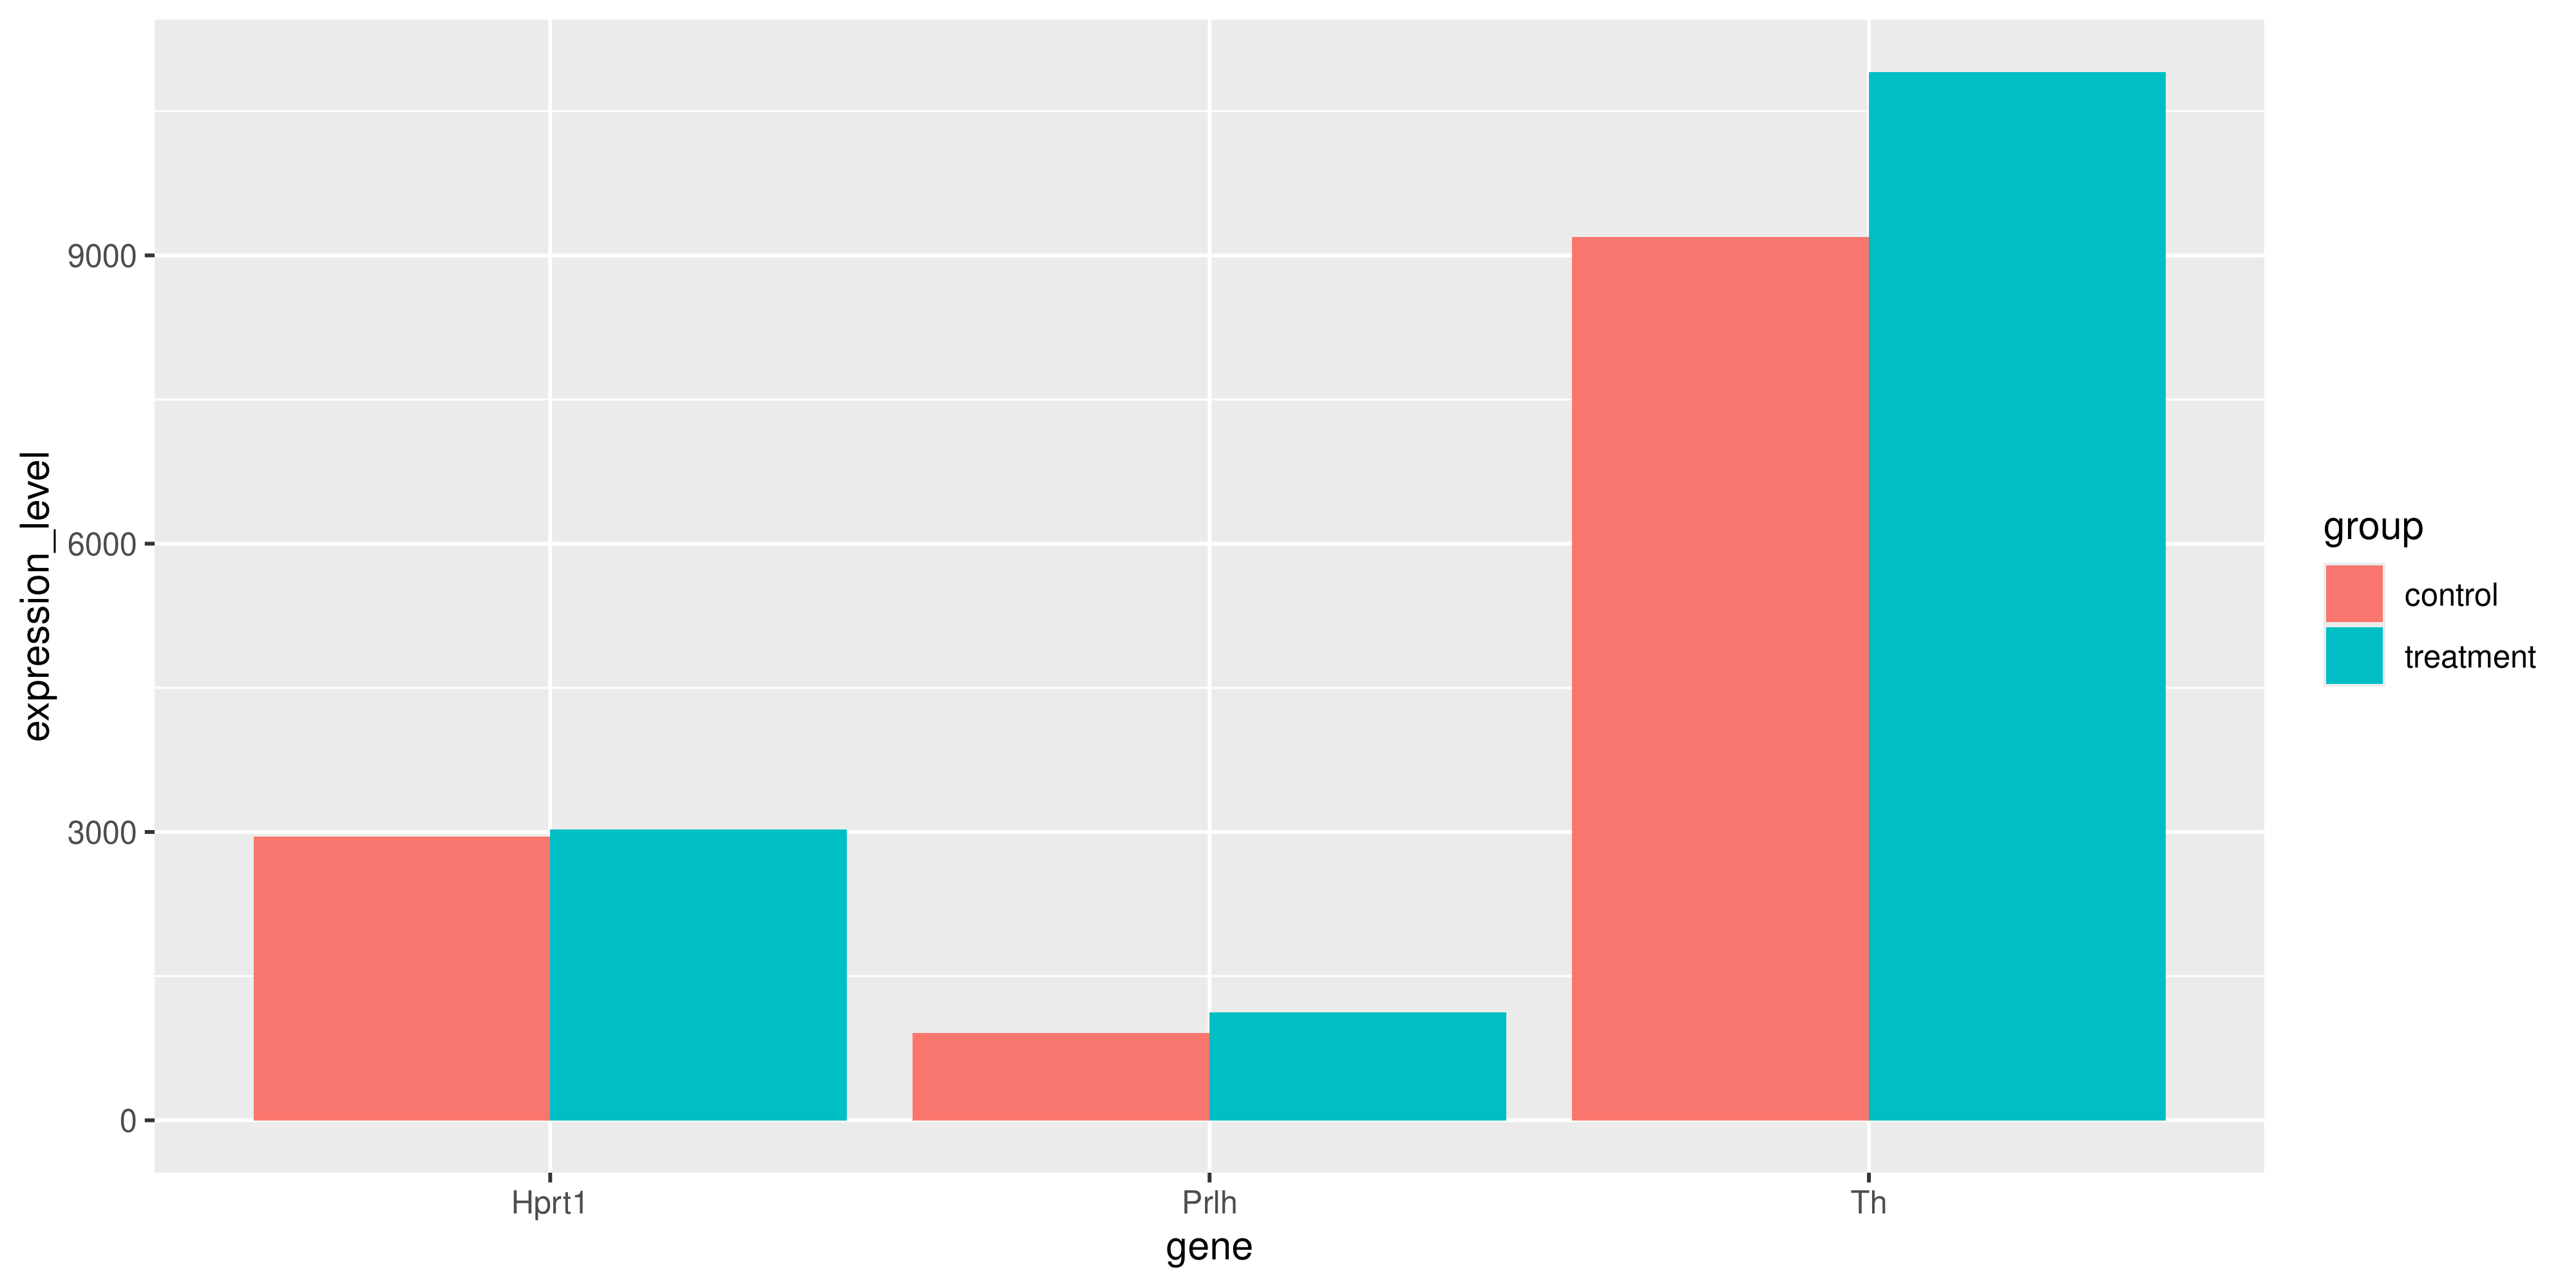 expression_level
9000
6000
3000
0
Hprt1 Prlh Th
gene
group
control
treatment